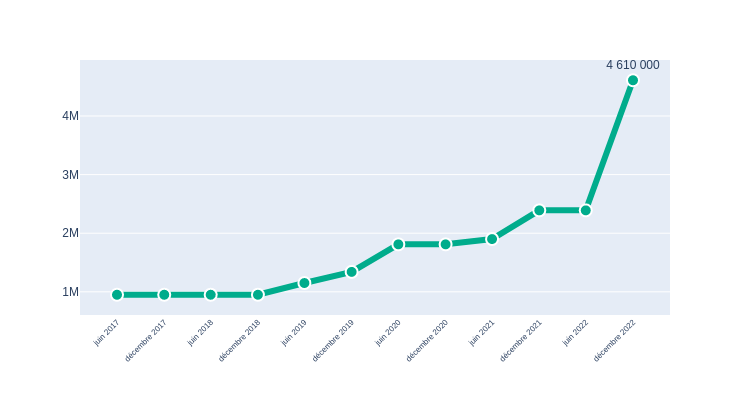 4 610 000
4M
3M
2M
1M
juin 2017
décembre 2017
juin 2018
décembre 2018
juin 2019
décembre 2019
juin 2020
décembre 2020
juin 2021
décembre 2021
juin 2022
décembre 2022